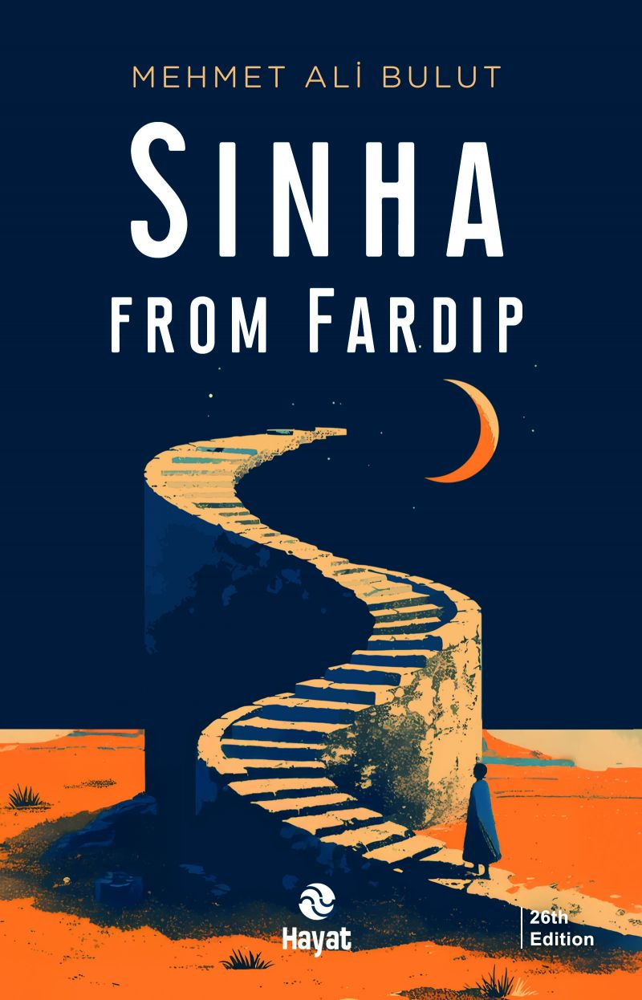 MEHMET ALİ BULUT
SINHA
FROM FARDIP
Hayat
26th
Edition